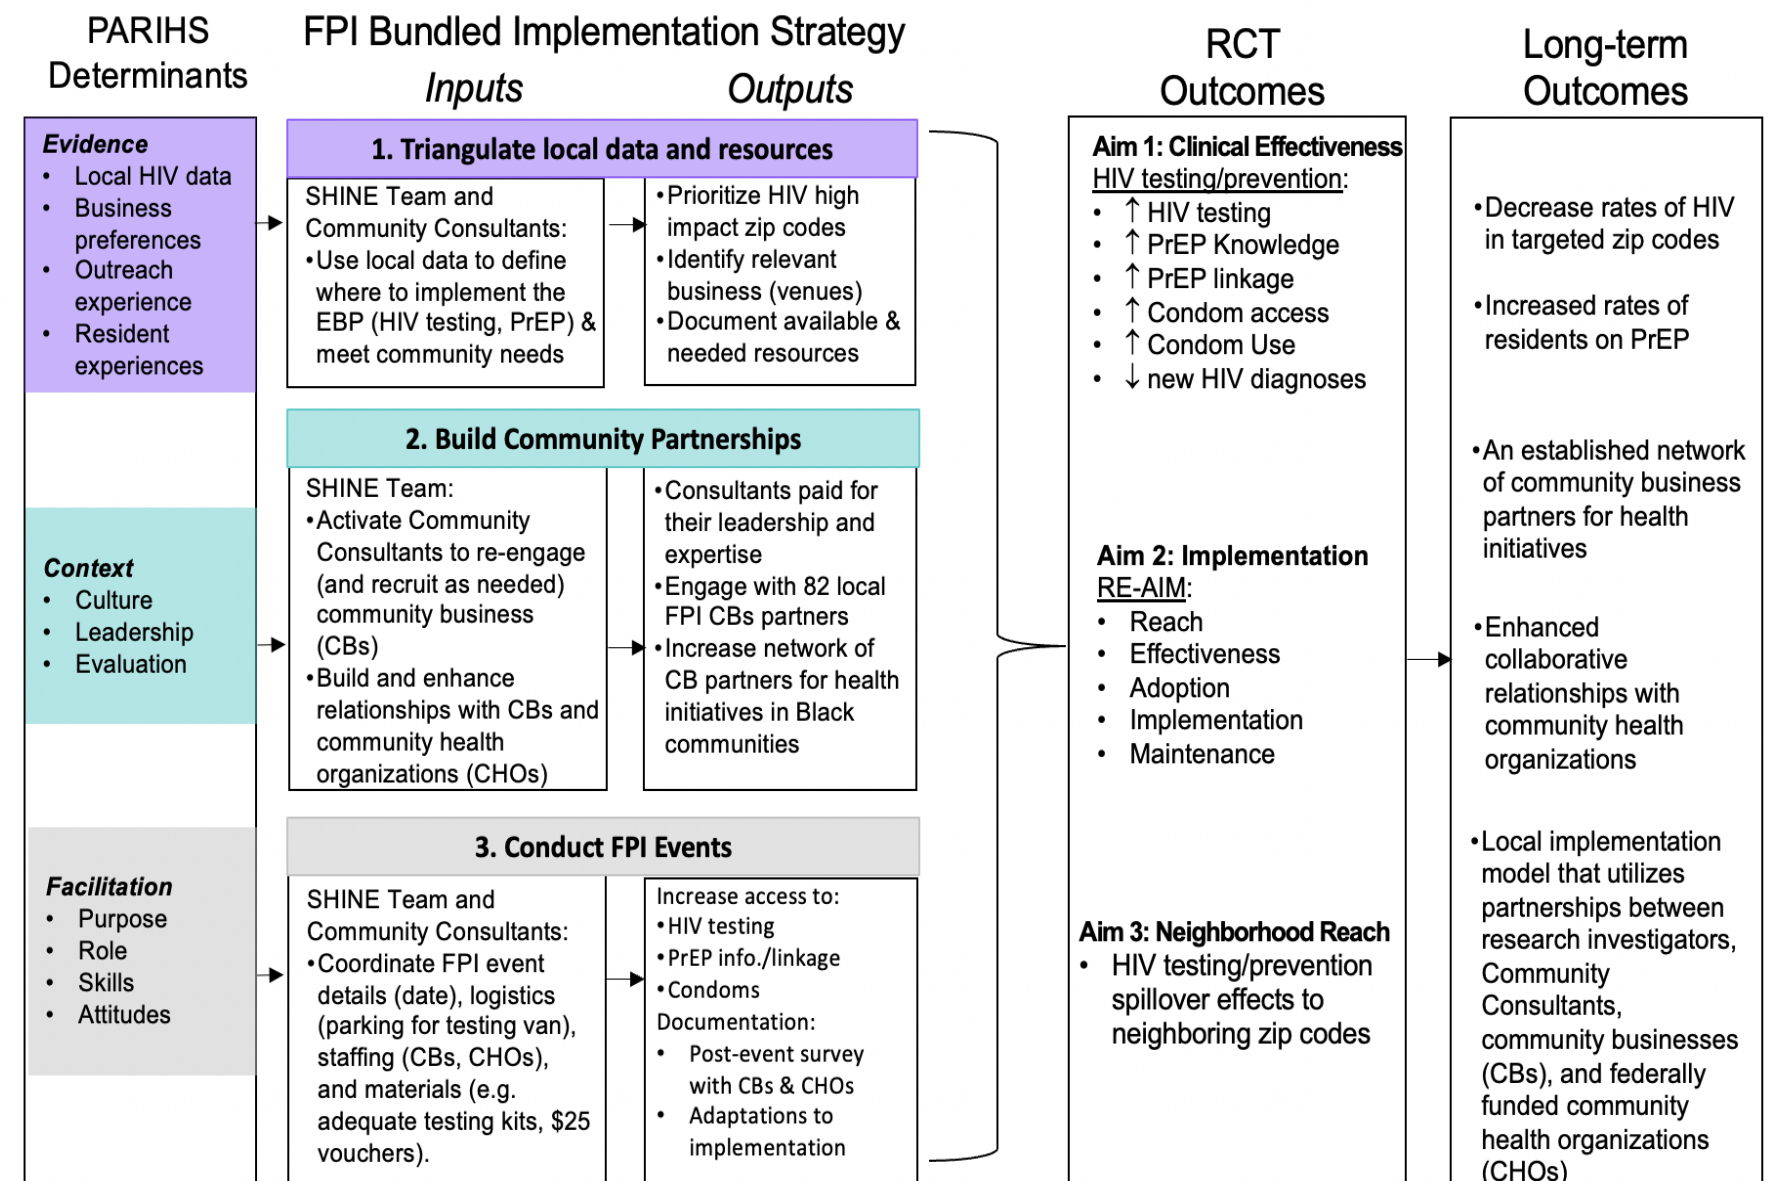 PARIHS
Determinants
FPI Bundled Implementation Strategy
Inputs
Outputs
RCT
Outcomes
Long-term
Outcomes
Evidence
• Local HIV data
• Business
preferences
• Outreach
experience
• Resident
experiences
Context
• Culture
• Leadership
• Evaluation
Facilitation
• Purpose
• Role
• Skills
• Attitudes
1. Triangulate local data and resources
SHINE Team and
Community Consultants:
•Use local data to define
where to implement the
EBP (HIV testing, PrEP) &
meet community needs
•Prioritize HIV high
impact zip codes
•Identify relevant
business (venues)
•Document available &
needed resources
2. Build Community Partnerships
SHINE Team:
•Activate Community
Consultants to re-engage
(and recruit as needed)
community business
(CBs)
•Build and enhance
relationships with CBs and
community health
organizations (CHOs)
•Consultants paid for
their leadership and
expertise
•Engage with 82 local
FPI CBs partners
•Increase network of
CB partners for health
initiatives in Black
communities
3. Conduct FPI Events
SHINE Team and
Community Consultants:
•Coordinate FPI event
details (date), logistics
(parking for testing van),
staffing (CBs, CHOs),
and materials (e.g.
adequate testing kits, $25
vouchers).
Increase access to:
•HIV testing
•PrEP info./linkage
•Condoms
Documentation:
• Post-event survey
with CBs & CHOs
• Adaptations to
implementation
Aim 1: Clinical Effectiveness
HIV testing/prevention:
• ↑ HIV testing
• ↑ PrEP Knowledge
• ↑ PrEP linkage
• ↑ Condom access
• ↑ Condom Use
• ↓ new HIV diagnoses
Aim 2: Implementation
RE-AIM:
• Reach
• Effectiveness
• Adoption
• Implementation
• Maintenance
Aim 3: Neighborhood Reach
• HIV testing/prevention
spillover effects to
neighboring zip codes
•Decrease rates of HIV
in targeted zip codes
•Increased rates of
residents on PrEP
•An established network
of community business
partners for health
initiatives
•Enhanced
collaborative
relationships with
community health
organizations
•Local implementation
model that utilizes
partnerships between
research investigators,
Community
Consultants,
community businesses
(CBs), and federally
funded community
health organizations
(CHOs)